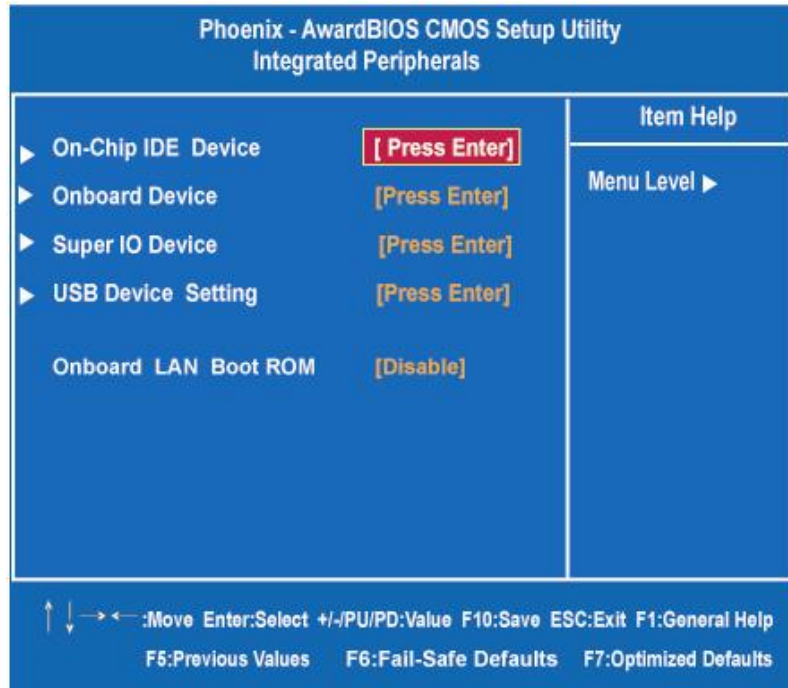 Phoenix - AwardBIOS CMOS Setup Utility
Integrated Peripherals
▶ On-Chip IDE Device [ Press Enter]
▶ Onboard Device [Press Enter]
▶ Super IO Device [Press Enter]
▶ USB Device Setting [Press Enter]
Onboard LAN Boot ROM [Disable]
Item Help
Menu Level ▶
↑↓→←:Move Enter:Select +/-/PU/PD:Value F10:Save ESC:Exit F1:General Help
F5:Previous Values F6:Fail-Safe Defaults F7:Optimized Defaults